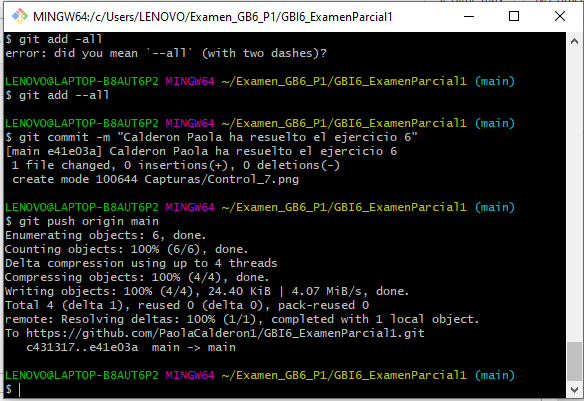 MINGW64:/c/Users/LENOVO/Examen_GB6_P1/GBI6_ExamenParcial1
$ git add -all
error: did you mean `--all` (with two dashes)?
LENOVO@LAPTOP-B8AUT6P2 MINGW64 ~/Examen_GB6_P1/GBI6_ExamenParcial1 (main)
$ git add --all
LENOVO@LAPTOP-B8AUT6P2 MINGW64 ~/Examen_GB6_P1/GBI6_ExamenParcial1 (main)
$ git commit -m "Calderon Paola ha resuelto el ejercicio 6"
[main e41e03a] Calderon Paola ha resuelto el ejercicio 6
1 file changed, 0 insertions(+), 0 deletions(-)
create mode 100644 Capturas/Control_7.png
LENOVO@LAPTOP-B8AUT6P2 MINGW64 ~/Examen_GB6_P1/GBI6_ExamenParcial1 (main)
$ git push origin main
Enumerating objects: 6, done.
Counting objects: 100% (6/6), done.
Delta compression using up to 4 threads
Compressing objects: 100% (4/4), done.
Writing objects: 100% (4/4), 24.40 KiB | 4.07 MiB/s, done.
Total 4 (delta 1), reused 0 (delta 0), pack-reused 0
remote: Resolving deltas: 100% (1/1), completed with 1 local object.
To https://github.com/PaolaCalderon1/GBI6_ExamenParcial1.git
c431317..e41e03a  main -> main
LENOVO@LAPTOP-B8AUT6P2 MINGW64 ~/Examen_GB6_P1/GBI6_ExamenParcial1 (main)
$